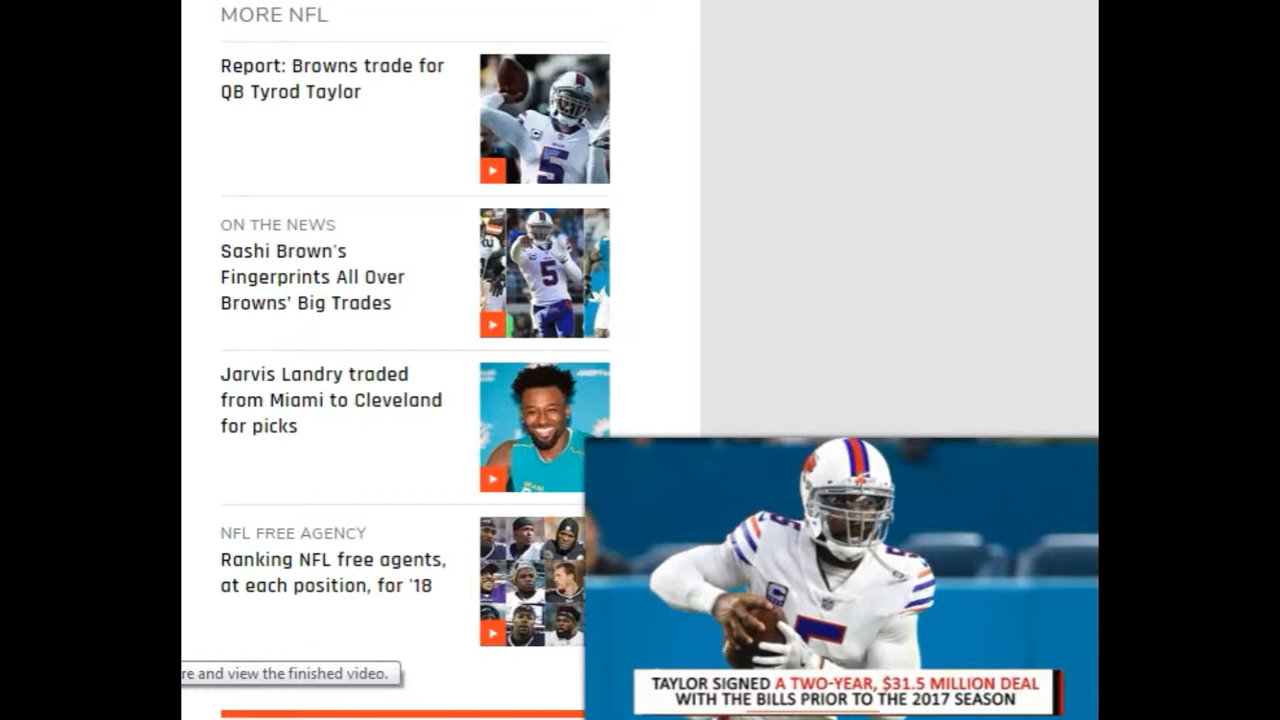 MORE NFL
Report: Browns trade for
QB Tyrod Taylor
5
ON THE NEWS
Sashi Brown's
Fingerprints All Over
Browns' Big Trades
5
Jarvis Landry traded
from Miami to Cleveland
for picks
NFL FREE AGENCY
Ranking NFL free agents,
at each position, for '18
re and view the finished video.
5
TAYLOR SIGNED A TWO-YEAR, $31.5 MILLION DEAL
WITH THE BILLS PRIOR TO THE 2017 SEASON